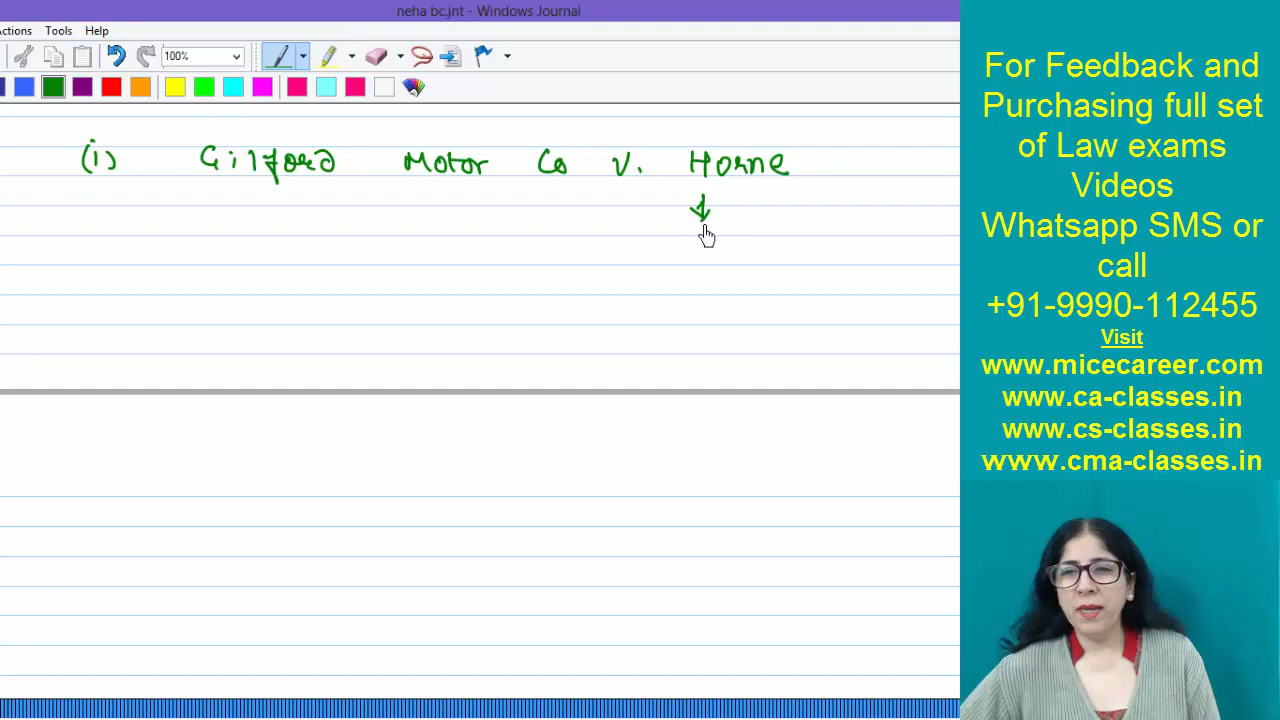 neha bc.jnt - Windows Journal
Actions Tools Help
100%
(i) Gilford Motor Co V. Horne
For Feedback and
Purchasing full set
of Law exams
Videos
Whatsapp SMS or
call
+91-9990-112455
Visit
www.micecareer.com
www.ca-classes.in
www.cs-classes.in
www.cma-classes.in